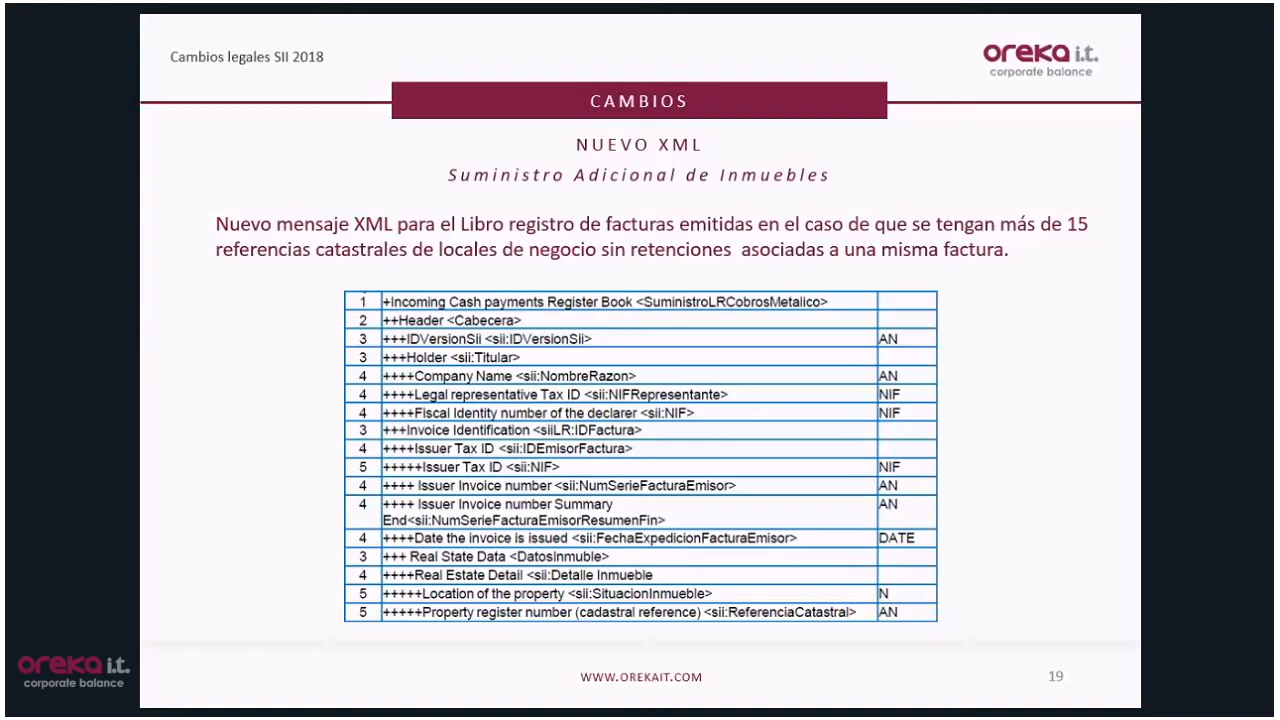 Cambios legales SII 2018
oreka i.t.
corporate balance
CAMBIOS
NUEVO XML
Suministro Adicional de Inmuebles
Nuevo mensaje XML para el Libro registro de facturas emitidas en el caso de que se tengan más de 15
referencias catastrales de locales de negocio sin retenciones asociadas a una misma factura.
1 +Incoming Cash payments Register Book <SuministroLRCobrosMetalico>
2 ++Header <Cabecera>
3 +++IDVersionSii <sii:IDVersionSii> AN
3 +++Holder <sii:Titular>
4 ++++Company Name <sii:NombreRazon> AN
4 ++++Legal representative Tax ID <sii:NIFRepresentante> NIF
4 ++++Fiscal Identity number of the declarer <sii:NIF> NIF
3 +++Invoice Identification <siiLR:IDFactura>
4 ++++Issuer Tax ID <sii:IDEmisorFactura>
5 +++++Issuer Tax ID <sii:NIF> NIF
4 ++++ Issuer Invoice number <sii:NumSerieFacturaEmisor> AN
4 ++++ Issuer Invoice number Summary AN
End<sii:NumSerieFacturaEmisorResumenFin>
4 ++++Date the invoice is issued <sii:FechaExpedicionFacturaEmisor> DATE
3 +++ Real State Data <DatosInmuble>
4 ++++Real Estate Detail <sii:Detalle Inmueble
5 +++++Location of the property <sii:SituacionInmueble> N
5 +++++Property register number (cadastral reference) <sii:ReferenciaCatastral> AN
oreka i.t.
corporate balance
WWW.OREKAIT.COM
19